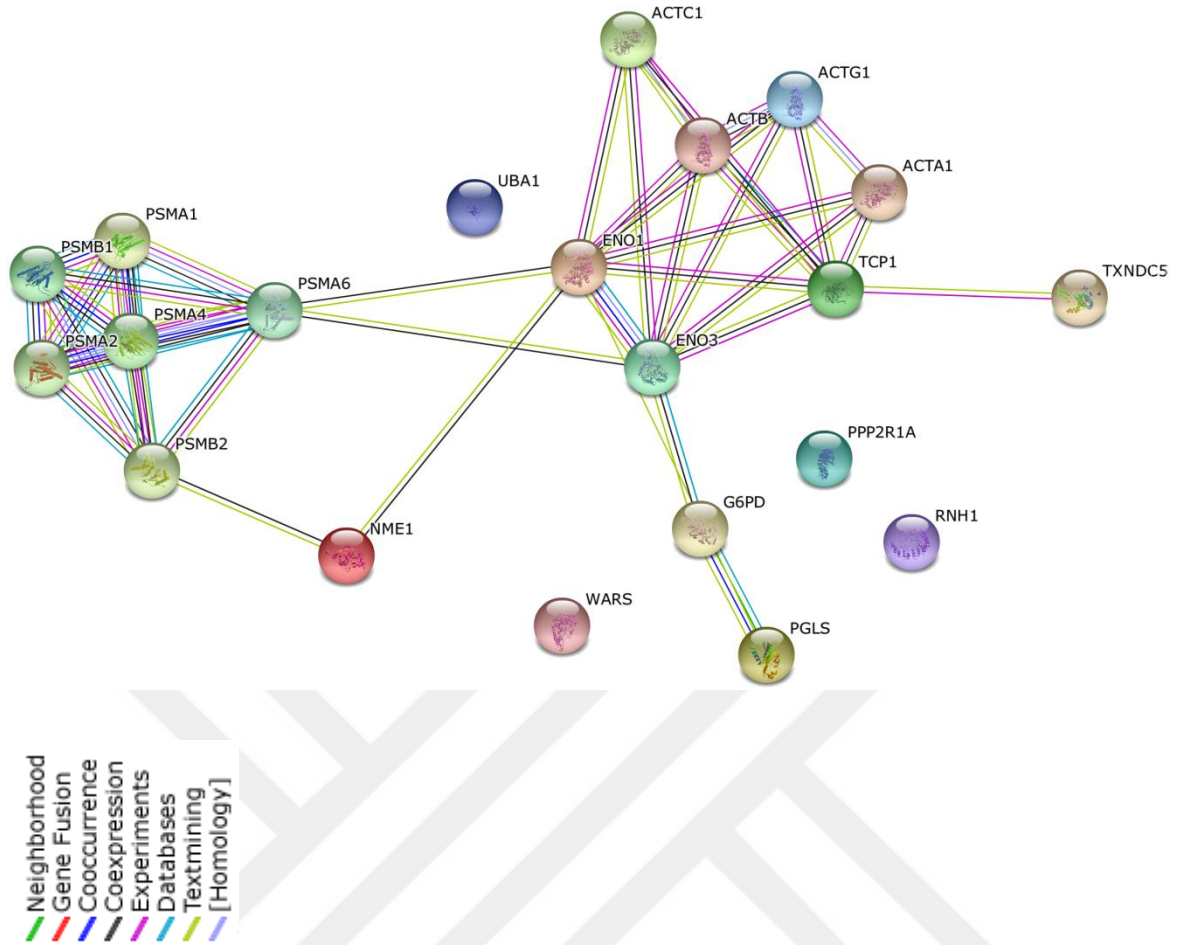 ACTC1
ACTG1
ACTB
ACTA1
UBA1
PSMA1
PSMB1
ENO1
TCP1
TXNDC5
PSMA6
PSMA4
PSMA2
ENO3
PSMB2
PPP2R1A
G6PD
RNH1
NME1
WARS
PGLS
Neighborhood
Gene Fusion
Cooccurrence
Coexpression
Experiments
Databases
Textmining
[Homology]